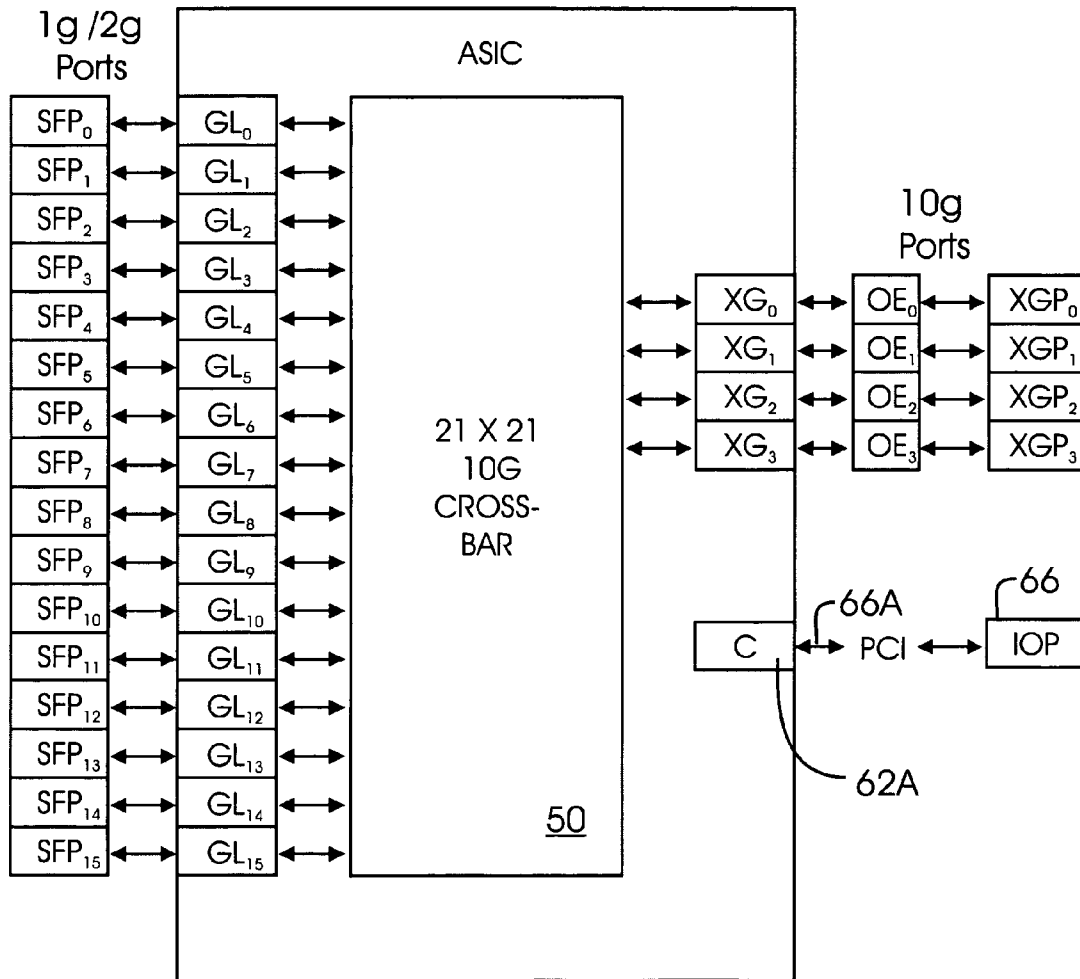 1g /2g
Ports
ASIC
SFP₀ GL₀
SFP₁ GL₁
SFP₂ GL₂
SFP₃ GL₃
SFP₄ GL₄
SFP₅ GL₅
SFP₆ GL₆
SFP₇ GL₇
SFP₈ GL₈
SFP₉ GL₉
SFP₁₀ GL₁₀
SFP₁₁ GL₁₁
SFP₁₂ GL₁₂
SFP₁₃ GL₁₃
SFP₁₄ GL₁₄
SFP₁₅ GL₁₅
21 X 21
10G
CROSS-
BAR
50
10g
Ports
XG₀ OE₀ XGP₀
XG₁ OE₁ XGP₁
XG₂ OE₂ XGP₂
XG₃ OE₃ XGP₃
66A 66
C PCI IOP
62A